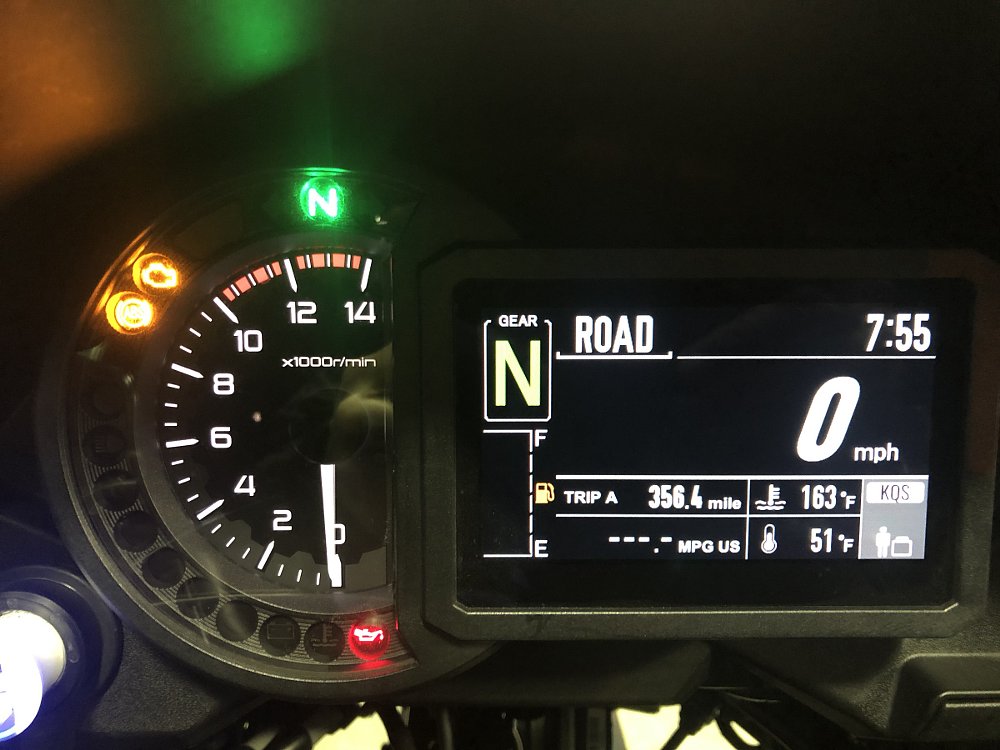 N
ABS
12 14
10
x1000r/min
8
6
4
2
0
GEAR
N
ROAD
7:55
0 mph
F
TRIP A 356.4 mile
163°F
KQS
---.- MPG US
51°F
E